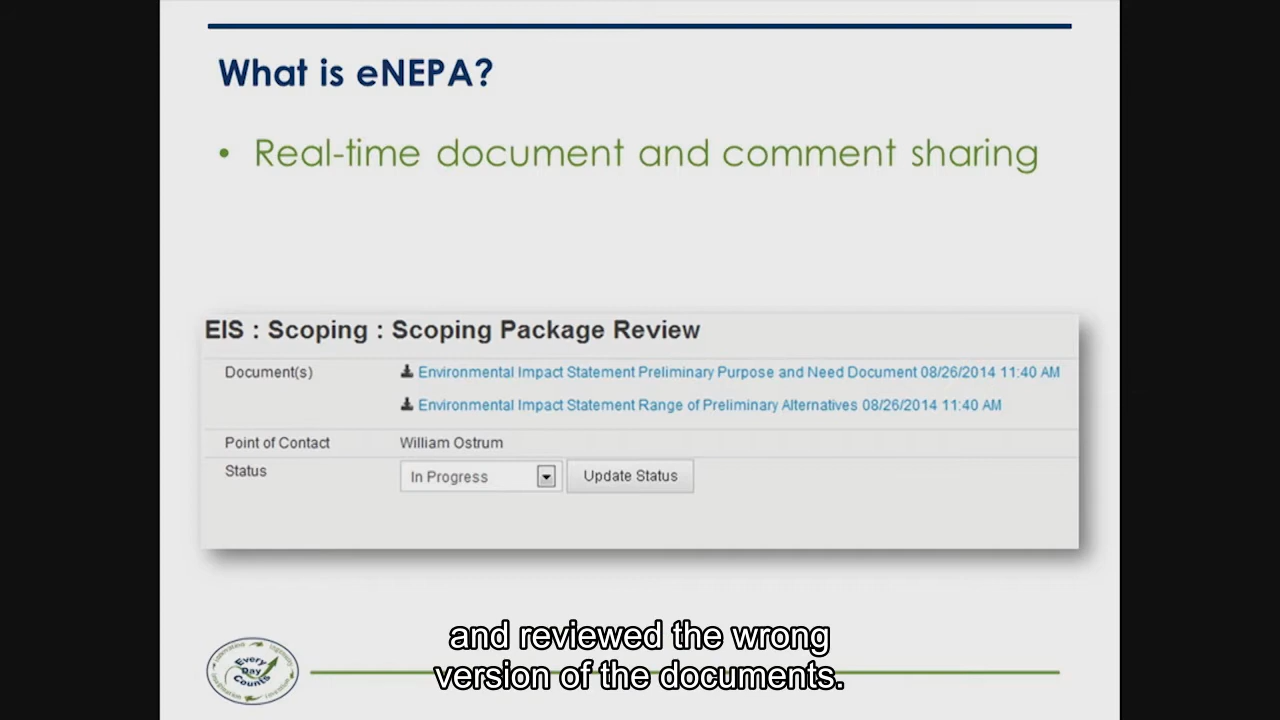 What is eNEPA?
• Real-time document and comment sharing
EIS : Scoping : Scoping Package Review
Document(s)
Environmental Impact Statement Preliminary Purpose and Need Document 08/26/2014 11:40 AM
Environmental Impact Statement Range of Preliminary Alternatives 08/26/2014 11:40 AM
Point of Contact William Ostrum
Status In Progress Update Status
and reviewed the wrong
version of the documents.
Every
Day
Counts